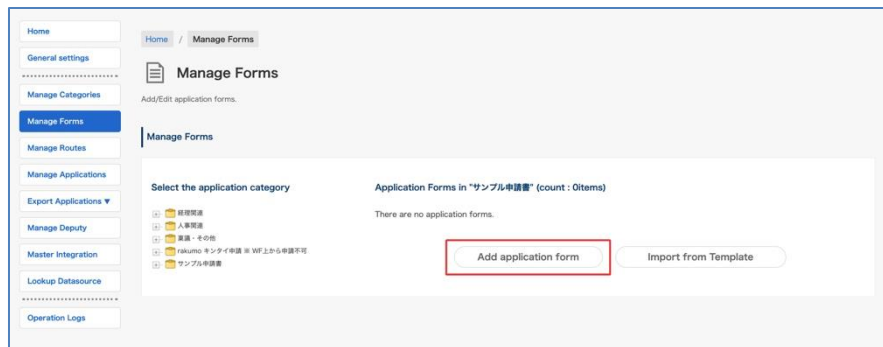 Home
General settings
Manage Categories
Manage Forms
Manage Routes
Manage Applications
Export Applications ▼
Manage Deputy
Master Integration
Lookup Datasource
Operation Logs
Home / Manage Forms
Manage Forms
Add/Edit application forms.
Manage Forms
Select the application category
経理関連
人事関連
稟議・その他
rakumo キンタイ申請 ※ WF上から申請不可
サンプル申請書
Application Forms in "サンプル申請書" (count : 0items)
There are no application forms.
Add application form
Import from Template